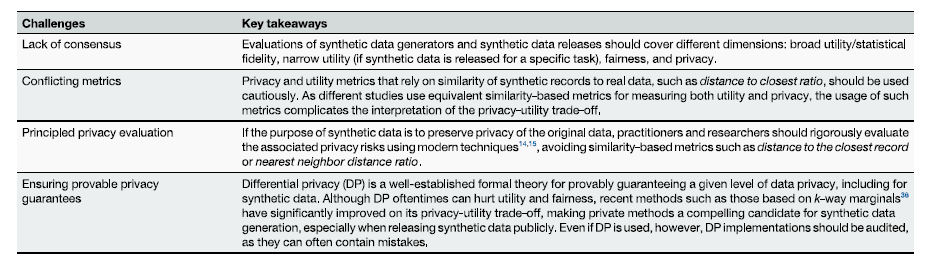 Challenges Key takeaways
Lack of consensus Evaluations of synthetic data generators and synthetic data releases should cover different dimensions: broad utility/statistical
fidelity, narrow utility (if synthetic data is released for a specific task), fairness, and privacy.
Conflicting metrics Privacy and utility metrics that rely on similarity of synthetic records to real data, such as distance to closest ratio, should be used
cautiously. As different studies use equivalent similarity-based metrics for measuring both utility and privacy, the usage of such
metrics complicates the interpretation of the privacy-utility trade-off.
Principled privacy evaluation If the purpose of synthetic data is to preserve privacy of the original data, practitioners and researchers should rigorously evaluate
the associated privacy risks using modern techniques14,15, avoiding similarity-based metrics such as distance to the closest record
or nearest neighbor distance ratio.
Ensuring provable privacy Differential privacy (DP) is a well-established formal theory for provably guaranteeing a given level of data privacy, including for
guarantees synthetic data. Although DP oftentimes can hurt utility and fairness, recent methods such as those based on k-way marginals36
have significantly improved on its privacy-utility trade-off, making private methods a compelling candidate for synthetic data
generation, especially when releasing synthetic data publicly. Even if DP is used, however, DP implementations should be audited,
as they can often contain mistakes.